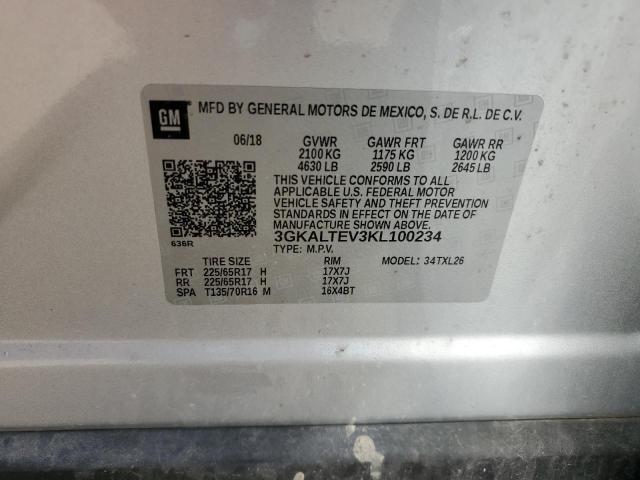 GM
MFD BY GENERAL MOTORS DE MEXICO, S. DE R.L. DE C.V.
06/18 GVWR GAWR FRT GAWR RR
2100 KG 1175 KG 1200 KG
4630 LB 2590 LB 2645 LB
THIS VEHICLE CONFORMS TO ALL
APPLICABLE U.S. FEDERAL MOTOR
VEHICLE SAFETY AND THEFT PREVENTION
STANDARDS IN EFFECT ON THE DATE OF
MANUFACTURE SHOWN ABOVE.
636R 3GKALTEV3KL100234
TYPE: M.P.V.
TIRE SIZE RIM MODEL: 34TXL26
FRT 225/65R17 H 17X7J
RR 225/65R17 H 17X7J
SPA T135/70R16 M 16X4BT